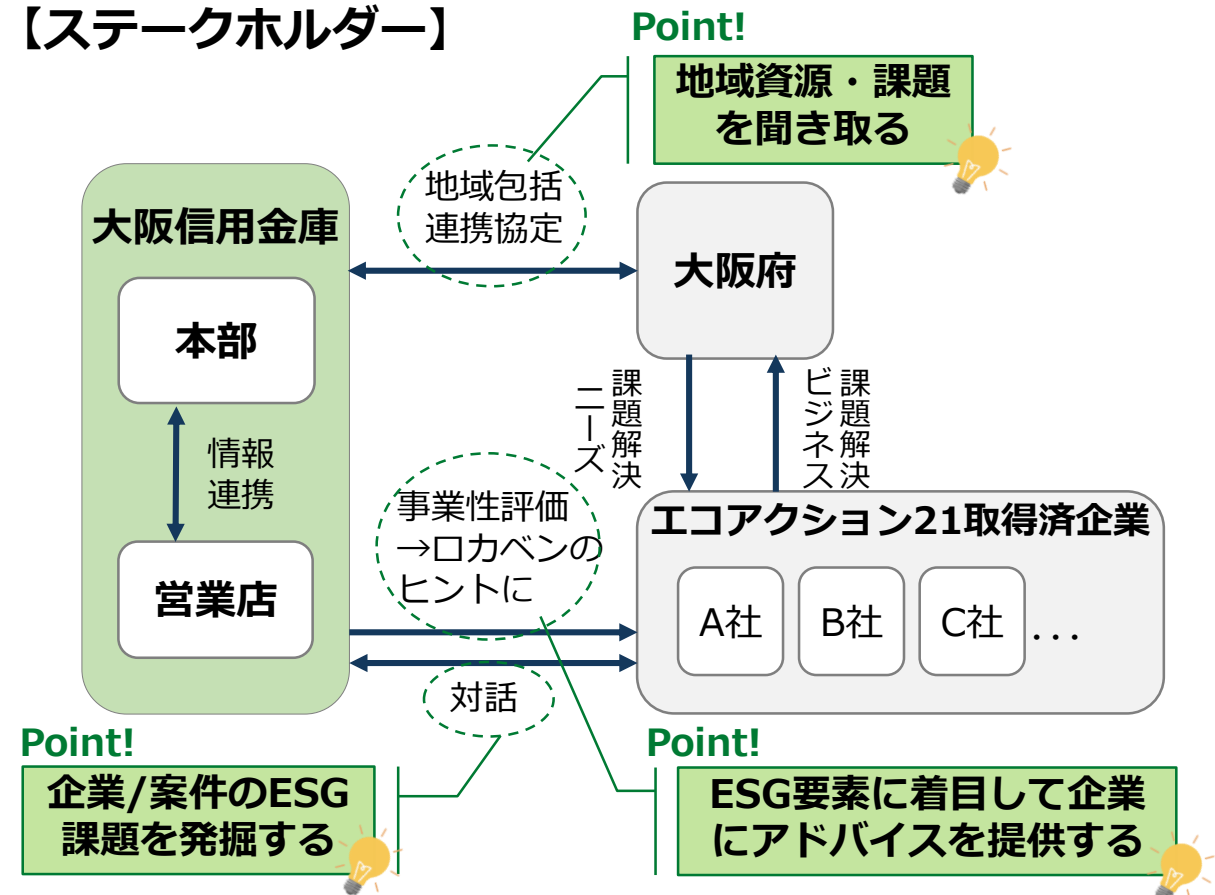 【ステークホルダー】
Point!
地域資源・課題
を聞き取る
地域包括
連携協定
大阪信用金庫
大阪府
本部
課題解決
ニーズ
課題解決
ビジネス
情報
連携
事業性評価
→ロカベンの
ヒントに
エコアクション21取得済企業
営業店
A社
B社
C社
...
対話
Point!
企業/案件のESG
課題を発掘する
Point!
ESG要素に着目して企業
にアドバイスを提供する